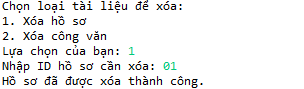 Chọn loại tài liệu để xóa:
1. Xóa hồ sơ
2. Xóa công văn
Lựa chọn của bạn: 1
Nhập ID hồ sơ cần xóa: 01
Hồ sơ đã được xóa thành công.